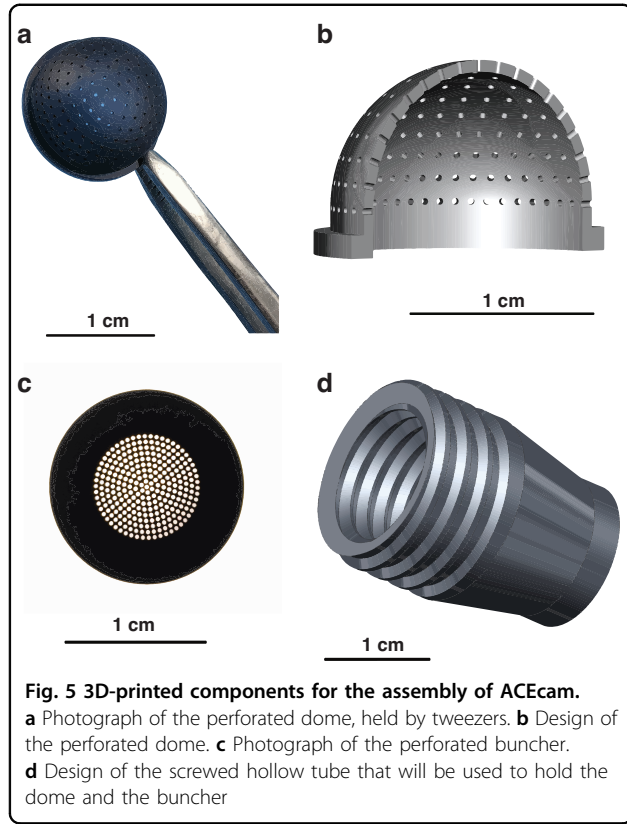 a
b
1 cm
1 cm
c
d
1 cm
1 cm
Fig. 5 3D-printed components for the assembly of ACEcam.
a Photograph of the perforated dome, held by tweezers. b Design of
the perforated dome. c Photograph of the perforated buncher.
d Design of the screwed hollow tube that will be used to hold the
dome and the buncher